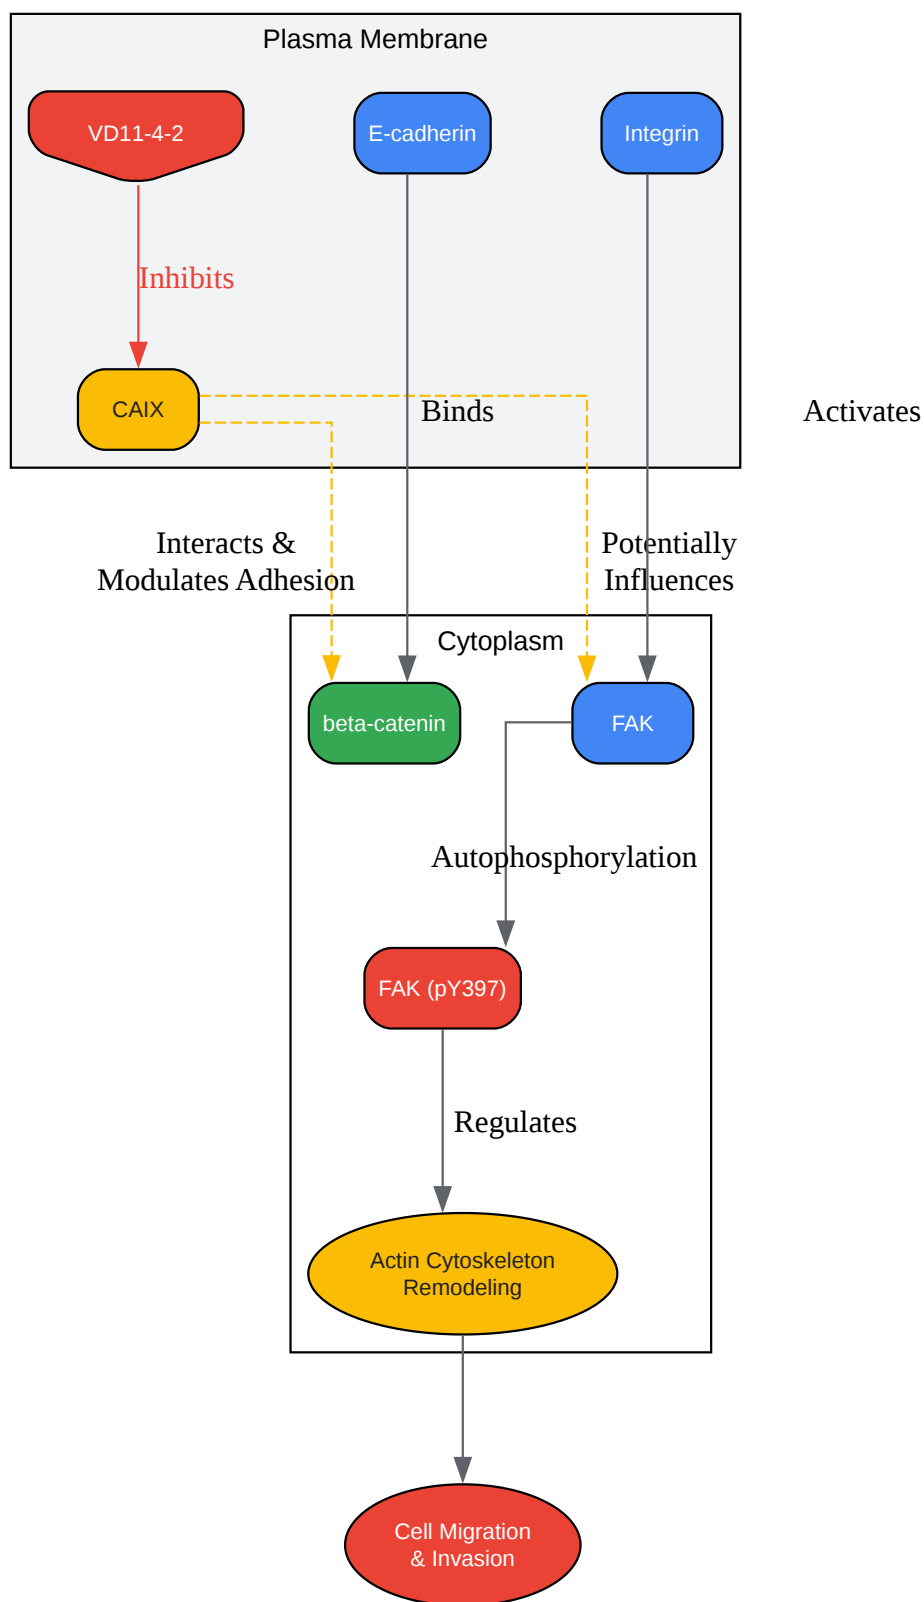 Plasma Membrane
VD11-4-2
E-cadherin
Integrin
Inhibits
CAIX
Binds
Activates
Interacts &
Modulates Adhesion
Potentially
Influences
Cytoplasm
beta-catenin
FAK
Autophosphorylation
FAK (pY397)
Regulates
Actin Cytoskeleton
Remodeling
Cell Migration
& Invasion